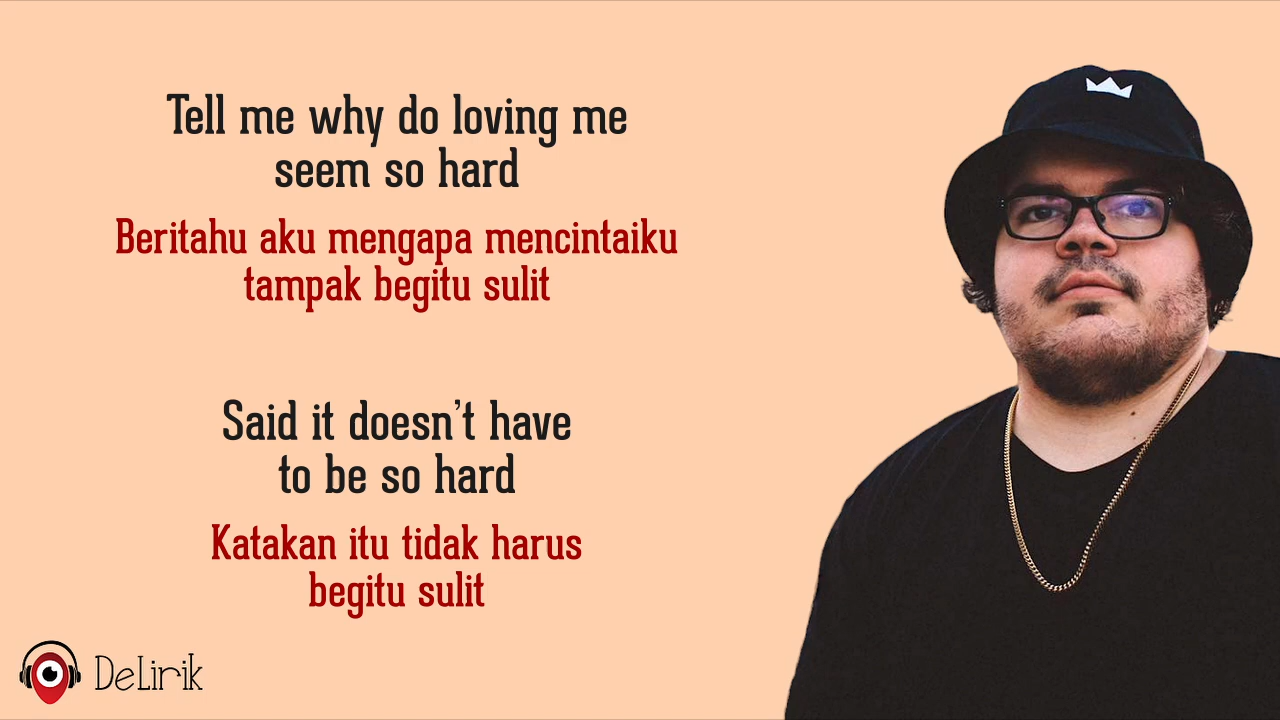 Tell me why do loving me
seem so hard
Beritahu aku mengapa mencintaiku
tampak begitu sulit
Said it doesn't have
to be so hard
Katakan itu tidak harus
begitu sulit
DeLirik